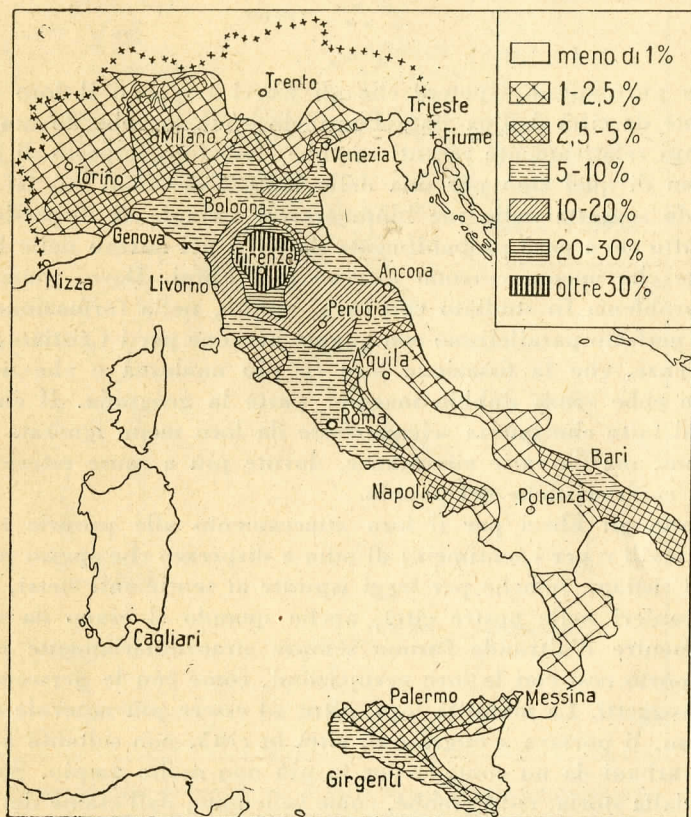 meno di 1%
1-2,5%
2,5-5%
5-10%
10-20%
20-30%
oltre 30%
Trento
Trieste
Fiume
Milano
Venezia
Torino
Bologna
Genova
Firenze
Nizza
Livorno
Ancona
Perugia
Aquila
Roma
Bari
Napoli
Potenza
Cagliari
Palermo
Messina
Girgenti